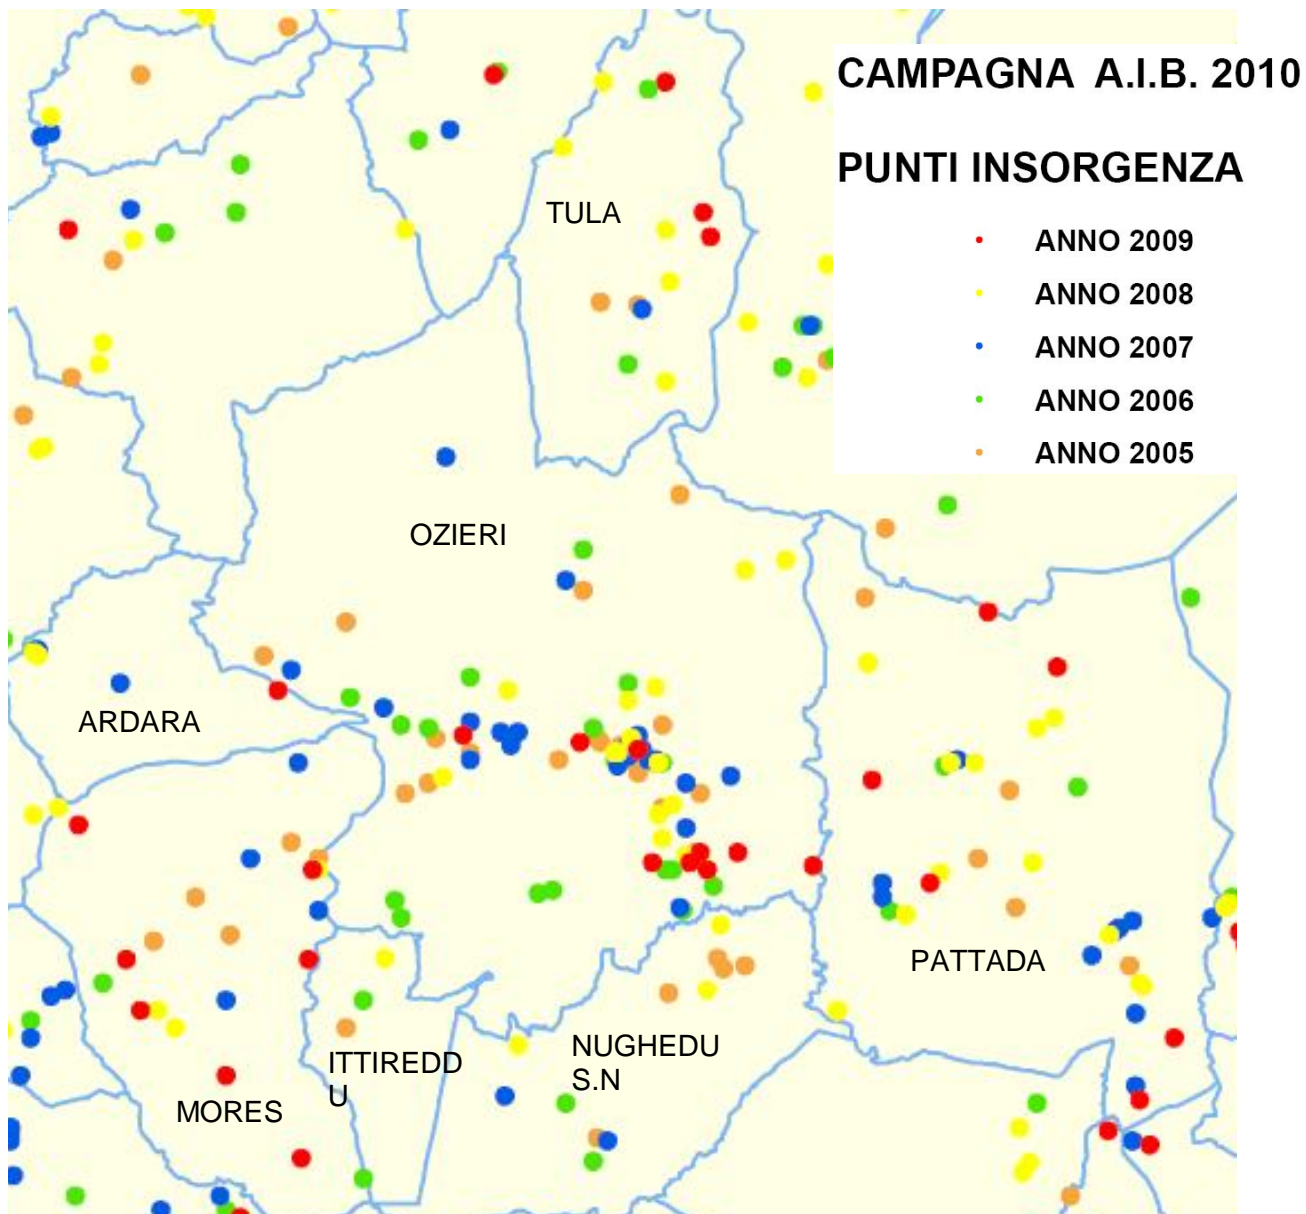 CAMPAGNA A.I.B. 2010
PUNTI INSORGENZA
ANNO 2009
ANNO 2008
ANNO 2007
ANNO 2006
ANNO 2005
TULA
OZIERI
ARDARA
PATTADA
NUGHEDU
S.N
ITTIREDD
U
MORES